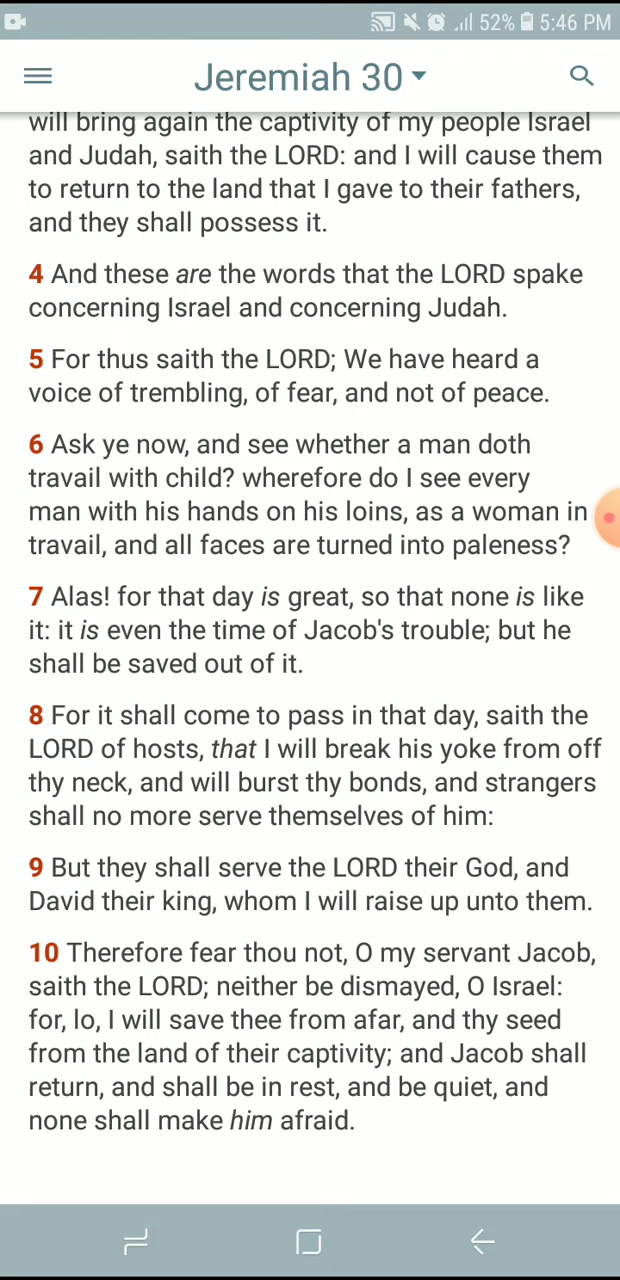 52% 5:46 PM
Jeremiah 30
will bring again the captivity of my people Israel
and Judah, saith the LORD: and I will cause them
to return to the land that I gave to their fathers,
and they shall possess it.
4 And these are the words that the LORD spake
concerning Israel and concerning Judah.
5 For thus saith the LORD; We have heard a
voice of trembling, of fear, and not of peace.
6 Ask ye now, and see whether a man doth
travail with child? wherefore do I see every
man with his hands on his loins, as a woman in
travail, and all faces are turned into paleness?
7 Alas! for that day is great, so that none is like
it: it is even the time of Jacob's trouble; but he
shall be saved out of it.
8 For it shall come to pass in that day, saith the
LORD of hosts, that I will break his yoke from off
thy neck, and will burst thy bonds, and strangers
shall no more serve themselves of him:
9 But they shall serve the LORD their God, and
David their king, whom I will raise up unto them.
10 Therefore fear thou not, O my servant Jacob,
saith the LORD; neither be dismayed, O Israel:
for, lo, I will save thee from afar, and thy seed
from the land of their captivity; and Jacob shall
return, and shall be in rest, and be quiet, and
none shall make him afraid.